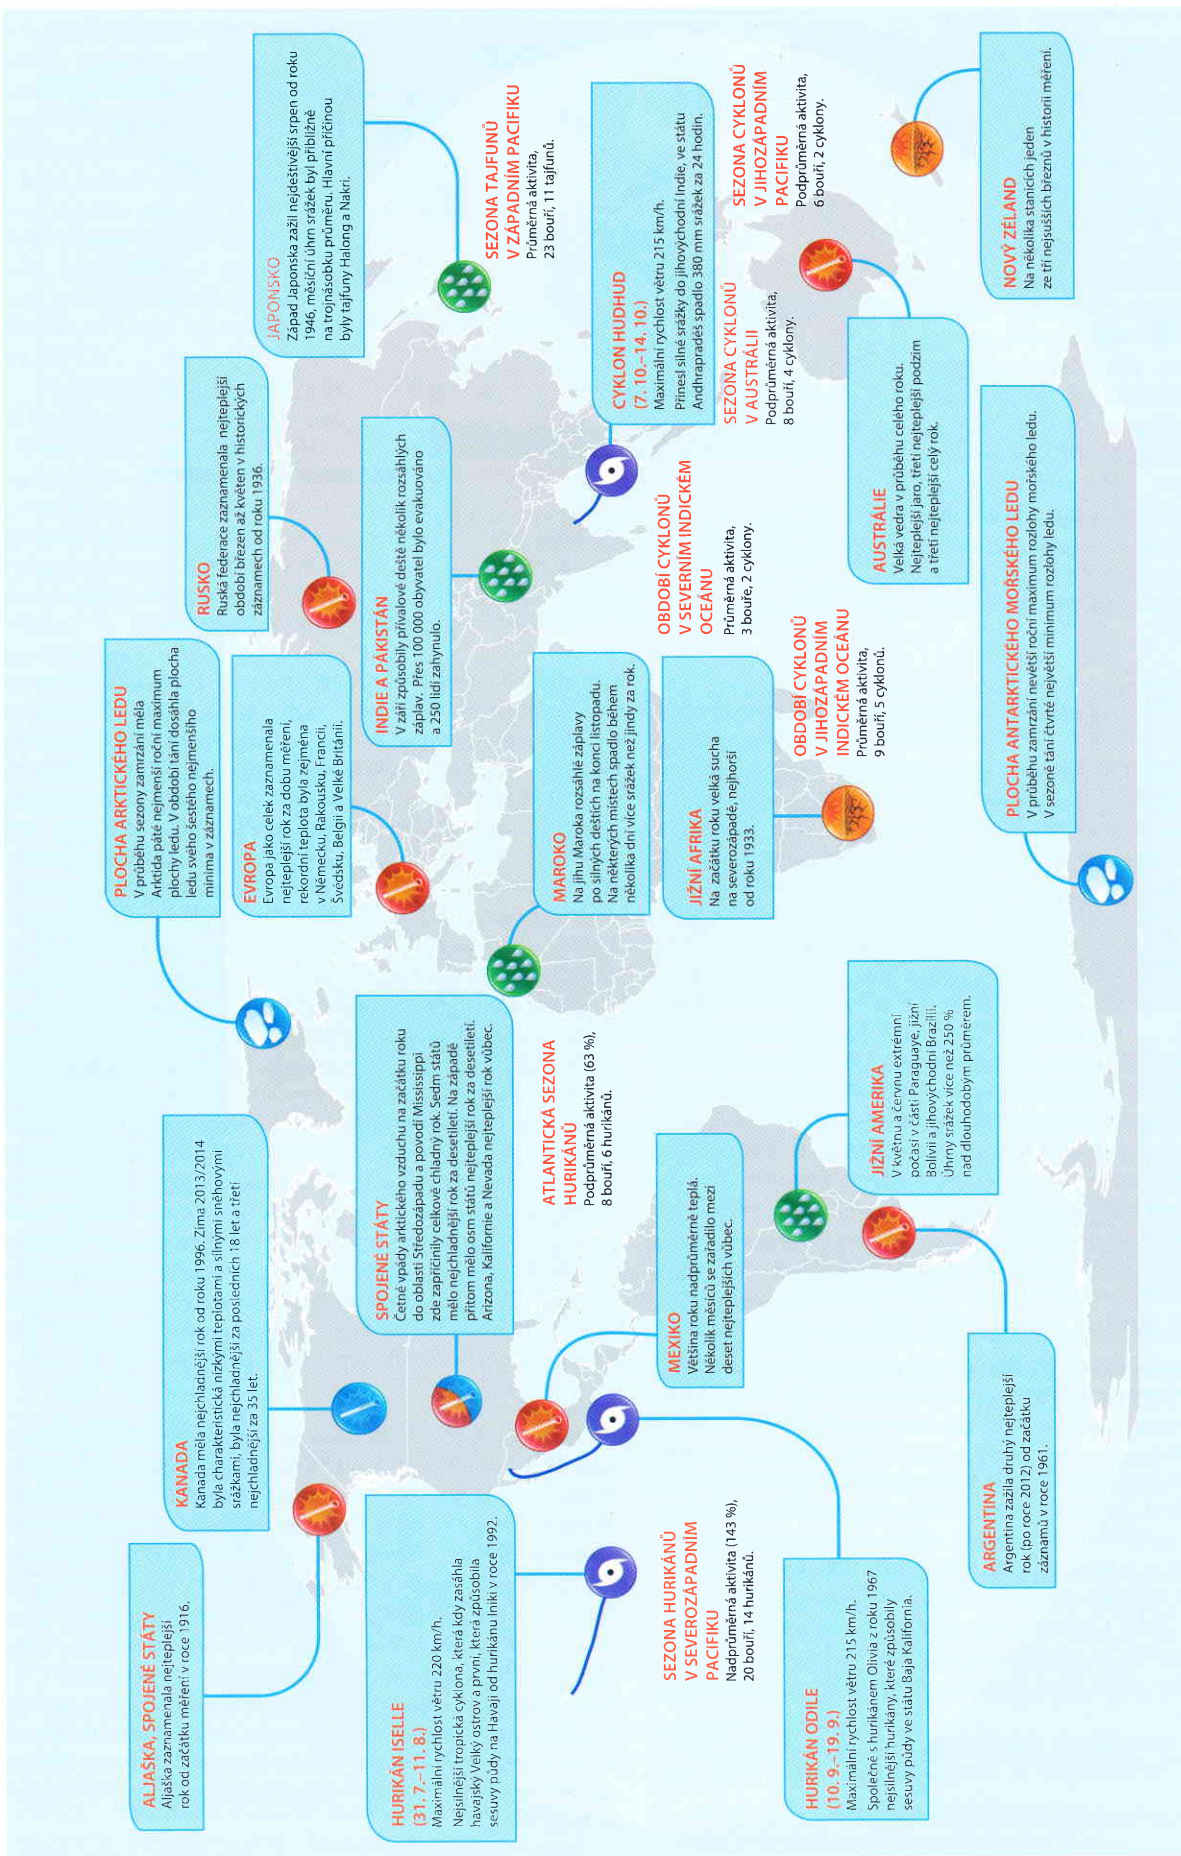 ALJAŠKA, SPOJENÉ STÁTY
Aljaška zaznamenala nejteplejší
rok od začátku měření v roce 1916.
KANADA
Kanada měla nejchladnější rok od roku 1996. Zima 2013/2014
byla charakteristická nízkými teplotami a silnými sněhovými
srážkami, byla nejchladnější za posledních 18 let a třetí
nejchladnější za 35 let.
PLOCHA ARKTICKÉHO LEDU
V průběhu sezony zamrzání měla
Arktida páté nejmenší roční maximum
plochy ledu. V období tání dosáhla plocha
ledu svého šestého nejmenšího
minima v záznamech.
RUSKO
Ruská federace zaznamenala nejteplejší
období březen až květen v historických
záznamech od roku 1936.
JAPONSKO
Západ Japonska zažil nejdeštivější srpen od roku
1946, měsíční úhrn srážek byl přibližně
na trojnásobku průměru. Hlavní příčinou
byly tajfuny Halong a Nakri.
EVROPA
Evropa jako celek zaznamenala
nejteplejší rok za dobu měření,
rekordní teplota byla zejména
v Německu, Rakousku, Francii,
Švédsku, Belgii a Velké Británii.
HURIKÁN ISELLE
(31. 7.–11. 8.)
Maximální rychlost větru 220 km/h.
Nejsilnější tropická cyklona, která kdy zasáhla
havajský Velký ostrov a první, která způsobila
sesuvy půdy na Havaji od hurikánu Iniki v roce 1992.
SPOJENÉ STÁTY
Četné vpády arktického vzduchu na začátku roku
do oblasti Středozápadu a povodí Mississippi
zde zapříčinily celkově chladný rok. Sedm států
mělo nejchladnější rok za desetiletí. Na západě
přitom mělo osm států nejteplejší rok za desetiletí.
Arizona, Kalifornie a Nevada nejteplejší rok vůbec.
INDIE A PÁKISTÁN
V září způsobily přívalové deště několik rozsáhlých
záplav. Přes 100 000 obyvatel bylo evakuováno
a 250 lidí zahynulo.
SEZONA TAJFUNŮ
V ZÁPADNÍM PACIFIKU
Průměrná aktivita,
23 bouří, 11 tajfunů.
ATLANTICKÁ SEZONA
HURIKÁNŮ
Podprůměrná aktivita (63 %),
8 bouří, 6 hurikánů.
MAROKO
Na jihu Maroka rozsáhlé záplavy
po silných deštích na konci listopadu.
Na některých místech spadlo během
několika dní více srážek než jindy za rok.
CYKLON HUDHUD
(7. 10.–14. 10.)
Maximální rychlost větru 215 km/h.
Přinesl silné srážky do jihovýchodní Indie, ve státu
Andhrapradéš spadlo 380 mm srážek za 24 hodin.
SEZONA HURIKÁNŮ
V SEVEROZÁPADNÍM
PACIFIKU
Nadprůměrná aktivita (143 %),
20 bouří, 14 hurikánů.
MEXIKO
Většina roku nadprůměrně teplá.
Několik měsíců se zařadilo mezi
deset nejteplejších vůbec.
JIŽNÍ AFRIKA
Na začátku roku velká sucha
na severozápadě, nejhorší
od roku 1933.
OBDOBÍ CYKLONŮ
V SEVERNÍM INDICKÉM
OCEÁNU
Průměrná aktivita,
3 bouře, 2 cyklony.
SEZONA CYKLONŮ
V AUSTRÁLII
Podprůměrná aktivita,
8 bouří, 4 cyklony.
SEZONA CYKLONŮ
V JIHOZÁPADNÍM
PACIFIKU
Podprůměrná aktivita,
6 bouří, 2 cyklony.
OBDOBÍ CYKLONŮ
V JIHOZÁPADNÍM
INDICKÉM OCEÁNU
Průměrná aktivita,
9 bouří, 5 cyklonů.
HURIKÁN ODILE
(10. 9.–19. 9.)
Maximální rychlost větru 215 km/h.
Společně s hurikánem Olivia z roku 1967
nejsilnější hurikány, které způsobily
sesuvy půdy ve státu Baja Kalifornia.
JIŽNÍ AMERIKA
V květnu a červnu extrémní
počasí v části Paraguaye, jižní
Bolívii a jihovýchodní Brazílii.
Úhrny srážek více než 250 %
nad dlouhodobým průměrem.
AUSTRÁLIE
Velká vedra v průběhu celého roku.
Nejteplejší jaro, třetí nejteplejší podzim
a třetí nejteplejší celý rok.
ARGENTINA
Argentina zažila druhý nejteplejší
rok (po roce 2012) od začátku
záznamů v roce 1961.
PLOCHA ANTARKTICKÉHO MOŘSKÉHO LEDU
V průběhu zamrzání nevětší roční maximum rozlohy mořského ledu.
V sezoně tání čtvrté největší minimum rozlohy ledu.
NOVÝ ZÉLAND
Na několika stanicích jeden
ze tří nejsušších březnů v historii měření.